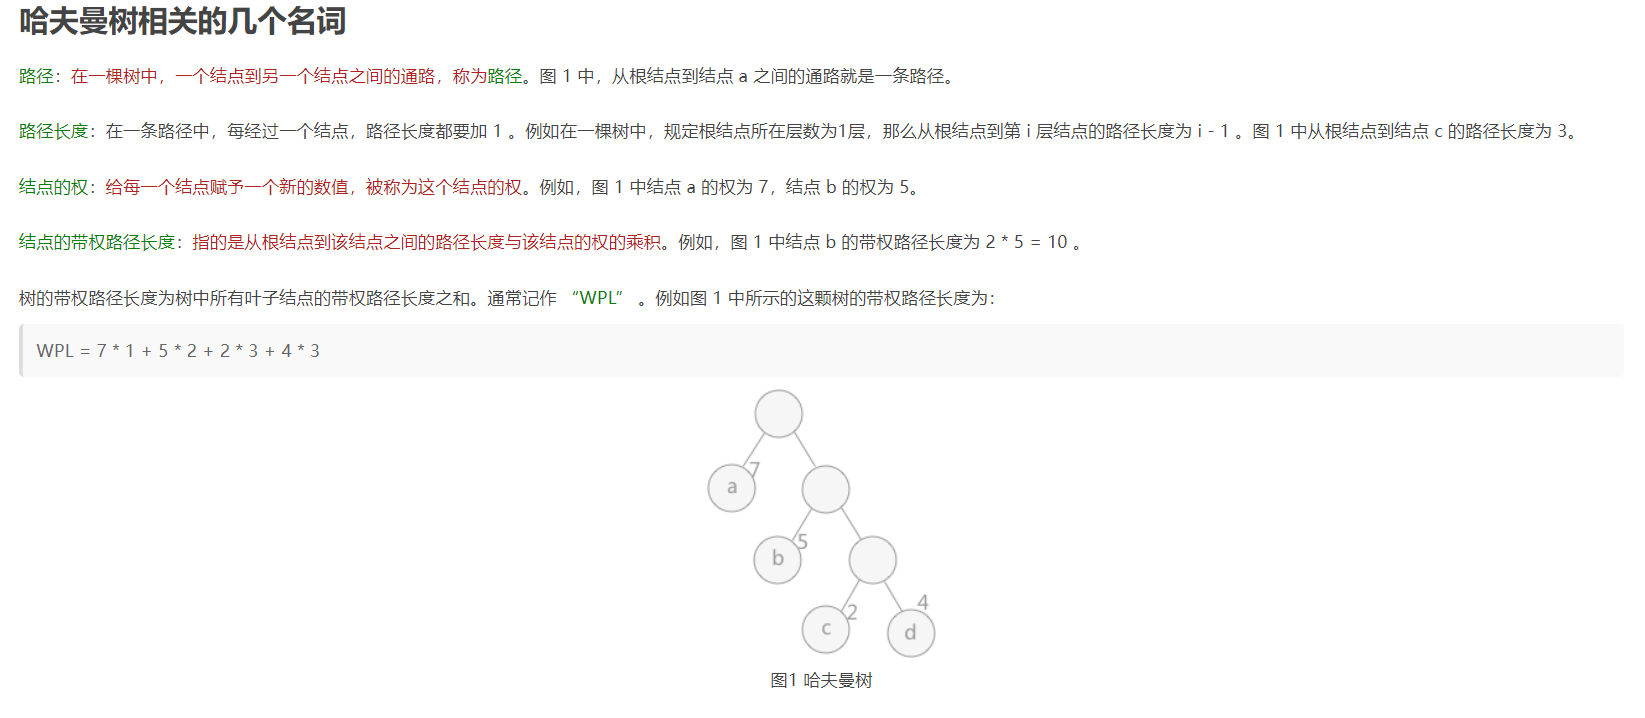 哈夫曼树相关的几个名词
路径：在一棵树中，一个结点到另一个结点之间的通路，称为路径。图 1 中，从根结点到结点 a 之间的通路就是一条路径。
路径长度：在一条路径中，每经过一个结点，路径长度都要加 1 。例如在一棵树中，规定根结点所在层数为1层，那么从根结点到第 i 层结点的路径长度为 i - 1 。图 1 中从根结点到结点 c 的路径长度为 3。
结点的权：给每一个结点赋予一个新的数值，被称为这个结点的权。例如，图 1 中结点 a 的权为 7，结点 b 的权为 5。
结点的带权路径长度：指的是从根结点到该结点之间的路径长度与该结点的权的乘积。例如，图 1 中结点 b 的带权路径长度为 2 * 5 = 10 。
树的带权路径长度为树中所有叶子结点的带权路径长度之和。通常记作 “WPL” 。例如图 1 中所示的这颗树的带权路径长度为：
WPL = 7 * 1 + 5 * 2 + 2 * 3 + 4 * 3
7
a
5
b
2
4
c
d
图1 哈夫曼树